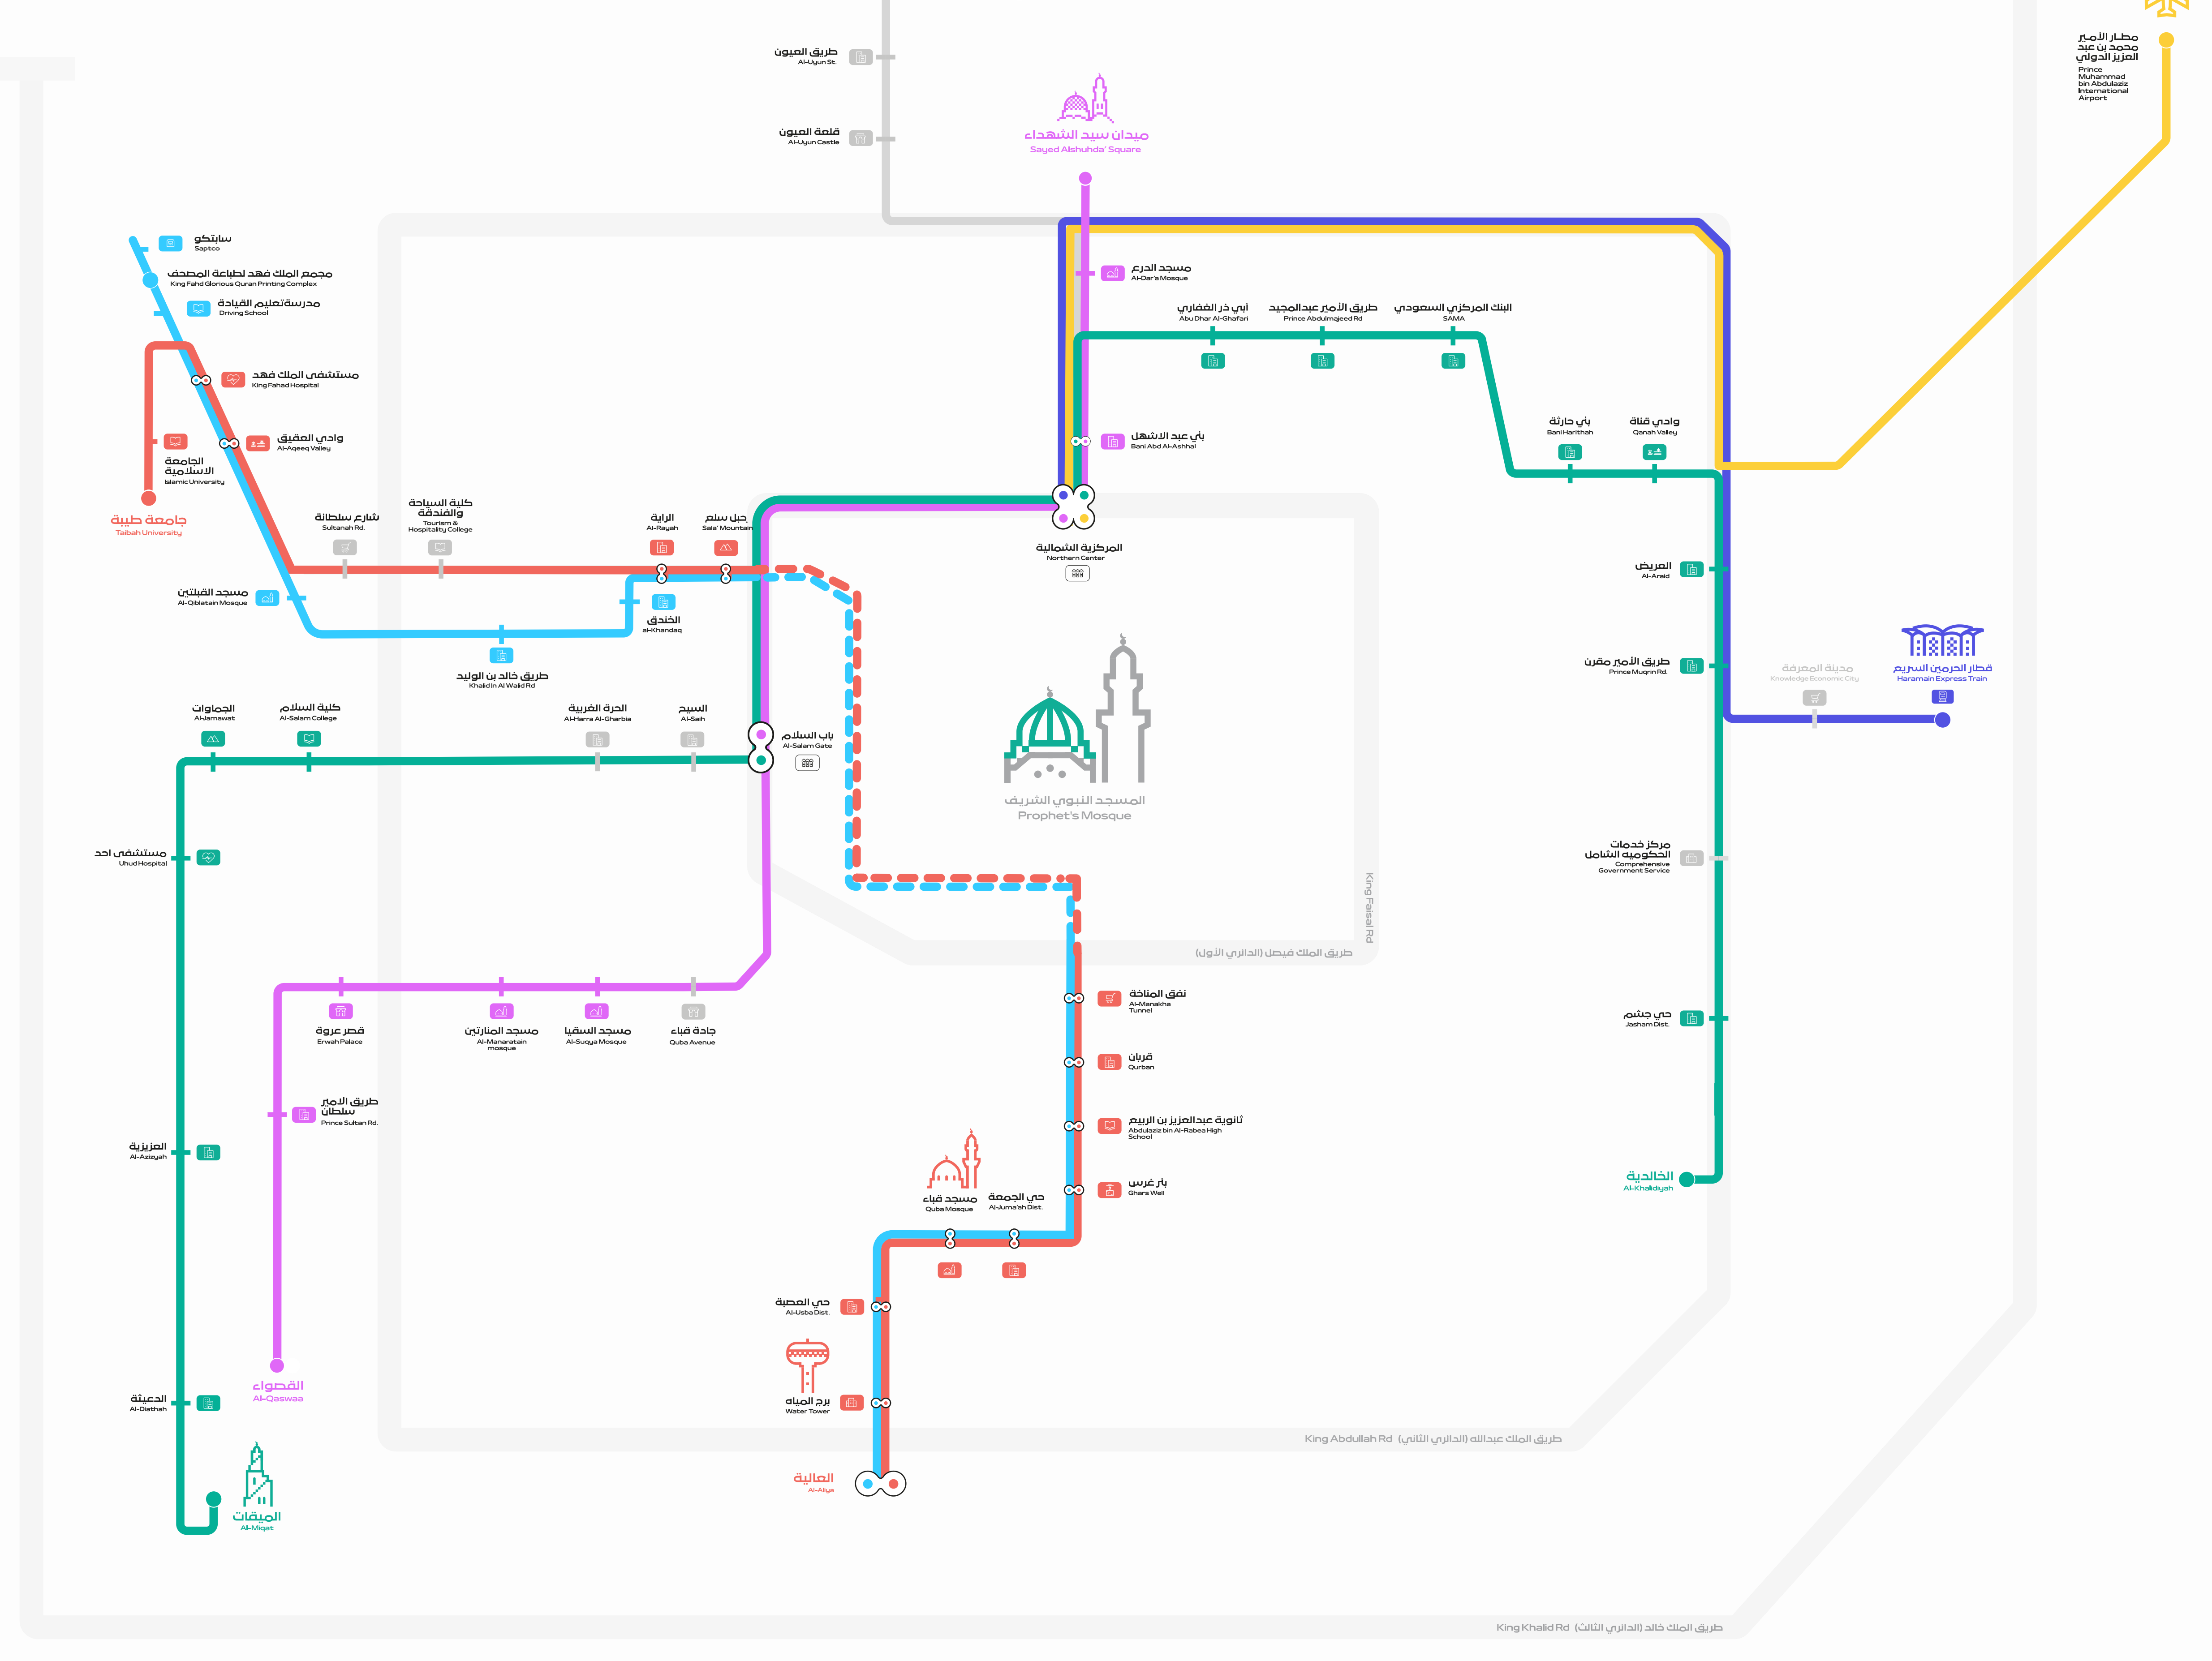 طريق العيون
Al-Uyun St.
قلعة العيون
Al-Uyun Castle
ميدان سيد الشهداء
Sayed Alshuhda' Square
مطار الأمير
محمد بن عبد
العزيز الدولي
Prince
Muhammad
bin Abdulaziz
International
Airport
سابتكو
Saptco
مجمع الملك فهد لطباعة المصحف
King Fahd Glorious Quran Printing Complex
مدرسةتعليم القيادة
Driving School
مستشفى الملك فهد
King Fahad Hospital
وادي العقيق
Al-Aqeeq Valley
الجامعة
الاسلامية
Islamic University
جامعة طيبة
Taibah University
شارع سلطانة
Sultanah Rd.
كلية السياحة
والفندقة
Tourism &
Hospitality College
الراية
Al-Rayah
جبل سلع
Sala' Mountain
مسجد القبلتين
Al-Qiblatain Mosque
الخندق
al-Khandaq
طريق خالد بن الوليد
Khalid In Al Walid Rd
مسجد الدرع
Al-Dar'a Mosque
أبي ذر الغفاري
Abu Dhar Al-Ghafari
طريق الأمير عبدالمجيد
Prince Abdulmajeed Rd
البنك المركزي السعودي
SAMA
بني عبد الاشهل
Bani Abd Al-Ashhal
بني حارثة
Bani Harithah
وادي قناة
Qanah Valley
المركزية الشمالية
Northern Center
العريض
Al-Araid
طريق الأمير مقرن
Prince Muqrin Rd.
مدينة المعرفة
Knowledge Economic City
قطار الحرمين السريع
Haramain Express Train
الجماوات
Al-Jamawat
كلية السلام
Al-Salam College
الحرة الغربية
Al-Harra Al-Gharbia
السيح
Al-Saih
باب السلام
Al-Salam Gate
المسجد النبوي الشريف
Prophet's Mosque
مستشفى احد
Uhud Hospital
مركز خدمات
الحكوميه الشامل
Comprehensive
Government Service
King Faisal Rd
طريق الملك فيصل (الدائري الأول)
نفق المناخة
Al-Manakha
Tunnel
قصر عروة
Erwah Palace
مسجد المنارتين
Al-Manaratain
mosque
مسجد السقيا
Al-Suqya Mosque
جادة قباء
Quba Avenue
حي جشم
Jasham Dist.
قربان
Qurban
طريق الامير
سلطان
Prince Sultan Rd.
ثانوية عبدالعزيز بن الربيع
Abdulaziz bin Al-Rabea High
School
العزيزية
Al-Aziziyah
بئر غرس
Ghars Well
مسجد قباء
Quba Mosque
حي الجمعة
Al-Juma'ah Dist.
الخالدية
Al-Khalidiyah
حي العصبة
Al-Usba Dist.
القصواء
Al-Qaswaa
برج المياه
Water Tower
الدعيثة
Al-Diathah
طريق الملك عبدالله (الدائري الثاني) King Abdullah Rd
العالية
Al-Aliya
الميقات
Al-Miqat
طريق الملك خالد (الدائري الثالث) King Khalid Rd